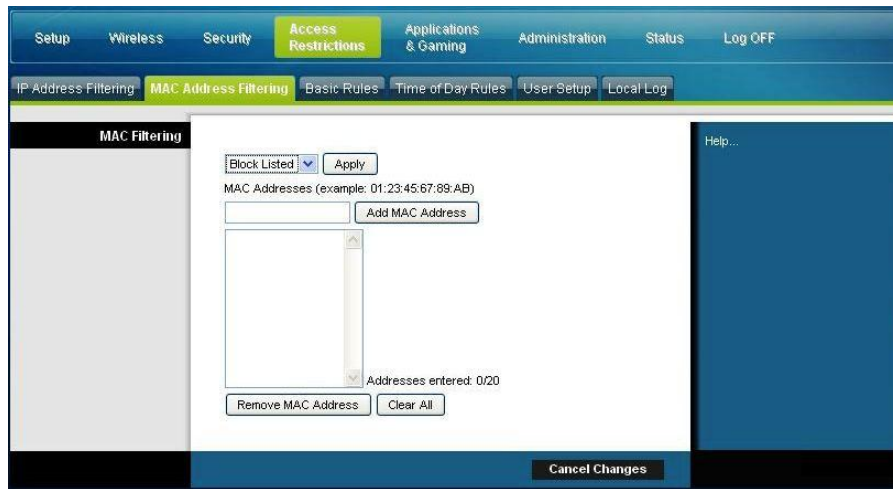 Setup Wireless Security Access Restrictions Applications & Gaming Administration Status Log OFF
IP Address Filtering MAC Address Filtering Basic Rules Time of Day Rules User Setup Local Log
MAC Filtering
Help...
Block Listed Apply
MAC Addresses (example: 01:23:45:67:89:AB)
Add MAC Address
Addresses entered: 0/20
Remove MAC Address Clear All
Cancel Changes